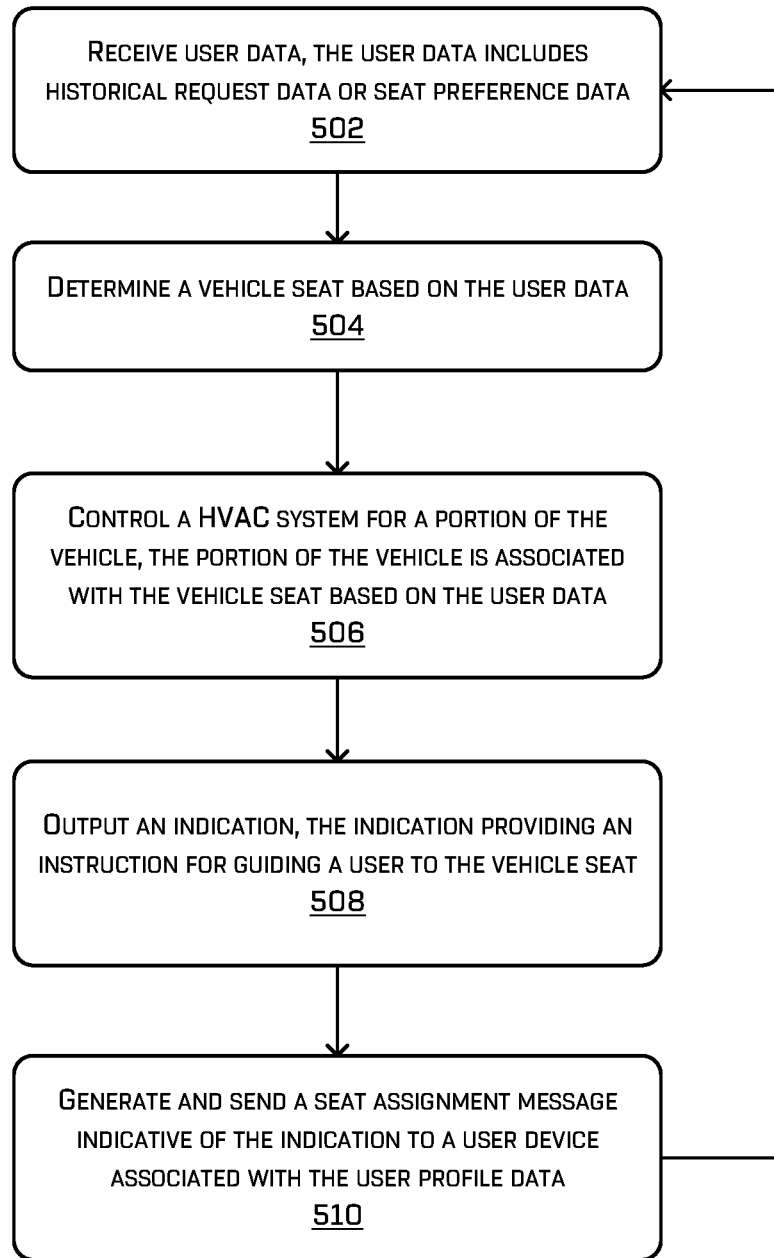 RECEIVE USER DATA, THE USER DATA INCLUDES
HISTORICAL REQUEST DATA OR SEAT PREFERENCE DATA
502
DETERMINE A VEHICLE SEAT BASED ON THE USER DATA
504
CONTROL A HVAC SYSTEM FOR A PORTION OF THE
VEHICLE, THE PORTION OF THE VEHICLE IS ASSOCIATED
WITH THE VEHICLE SEAT BASED ON THE USER DATA
506
OUTPUT AN INDICATION, THE INDICATION PROVIDING AN
INSTRUCTION FOR GUIDING A USER TO THE VEHICLE SEAT
508
GENERATE AND SEND A SEAT ASSIGNMENT MESSAGE
INDICATIVE OF THE INDICATION TO A USER DEVICE
ASSOCIATED WITH THE USER PROFILE DATA
510